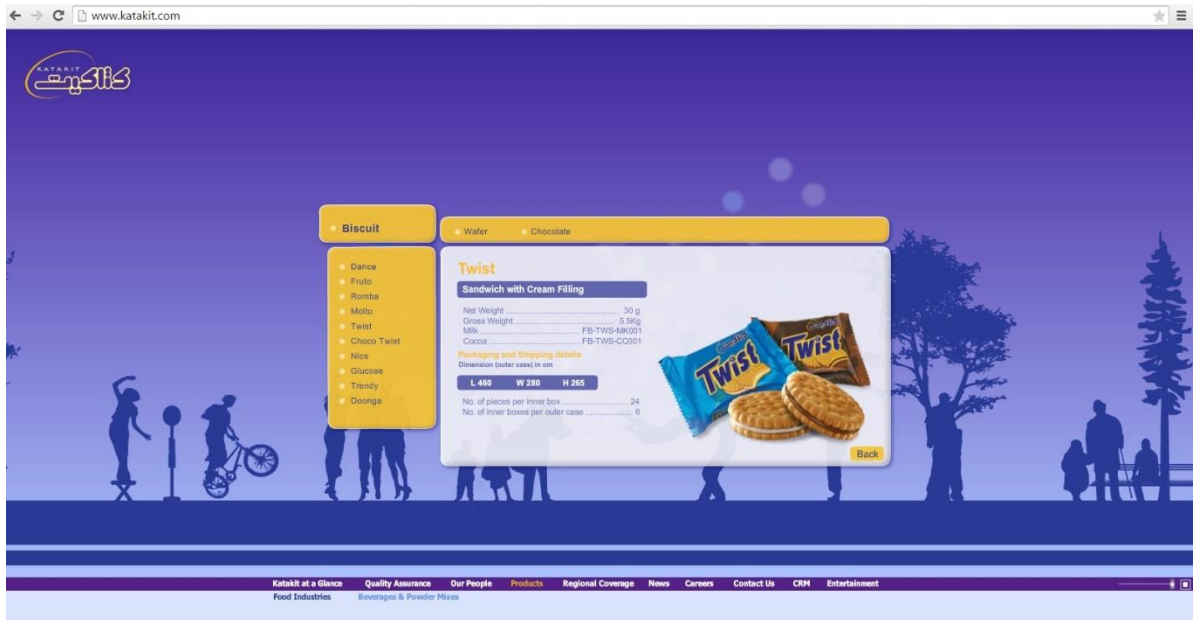 www.katakit.com
KATAKIT
كتاكيت
Biscuit
Wafer Chocolate
Dance
Fruto
Romba
Molto
Twist
Choco Twist
Nice
Glucose
Trendy
Doonga
Twist
Sandwich with Cream Filling
Net Weight ........ 30 g
Gross Weight ........ 5.5Kg
Milk ........ FB-TWS-MK001
Cocoa ........ FB-TWS-CC001
Packaging and Shipping details
Dimension (outer case) in cm
L 460 W 280 H 265
No. of pieces per inner box ........ 24
No. of inner boxes per outer case ........ 6
Twist
Twist
Back
Katakit at a Glance Quality Assurance Our People Products Regional Coverage News Careers Contact Us CRM Entertainment
Food Industries Beverages & Powder Mixes